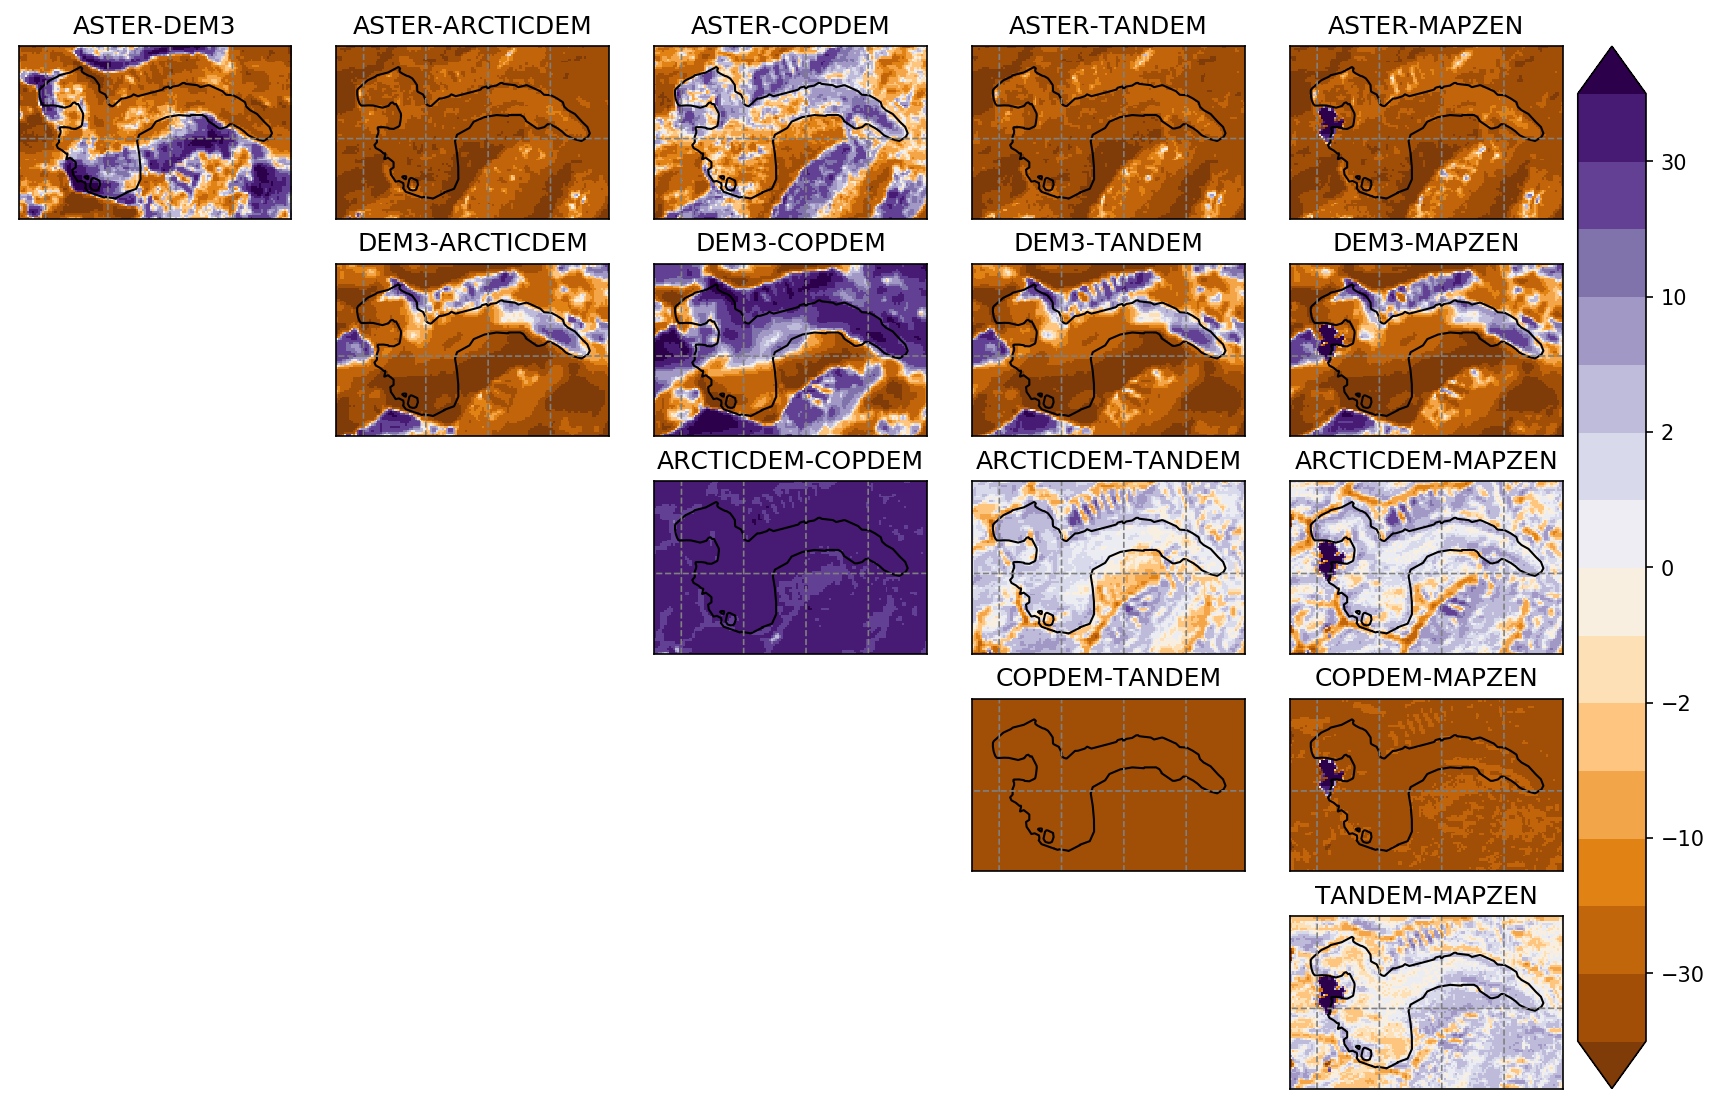 ASTER-DEM3
ASTER-ARCTICDEM
ASTER-COPDEM
ASTER-TANDEM
ASTER-MAPZEN
DEM3-ARCTICDEM
DEM3-COPDEM
DEM3-TANDEM
DEM3-MAPZEN
ARCTICDEM-COPDEM
ARCTICDEM-TANDEM
ARCTICDEM-MAPZEN
COPDEM-TANDEM
COPDEM-MAPZEN
TANDEM-MAPZEN
30
10
2
0
−2
−10
−30